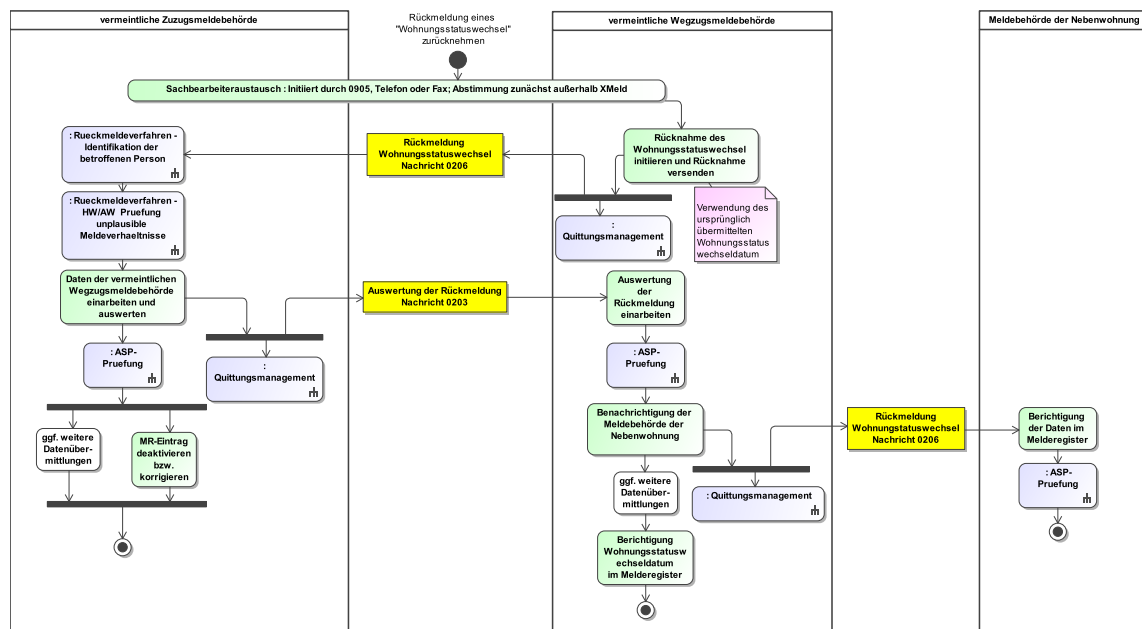 vermeintliche Zuzugsmeldebehörde
Rückmeldung eines
"Wohnungsstatuswechsel"
zurücknehmen
vermeintliche Wegzugsmeldebehörde
Meldebehörde der Nebenwohnung
Sachbearbeiteraustausch : Initiiert durch 0905, Telefon oder Fax; Abstimmung zunächst außerhalb XMeld
: Rueckmeldeverfahren -
Identifikation der
betroffenen Person
Rückmeldung
Wohnungsstatuswechsel
Nachricht 0206
Rücknahme des
Wohnungsstatuswechsel
initiieren und Rücknahme
versenden
: Rueckmeldeverfahren -
HW/AW Pruefung
unplausible
Meldeverhaeltnisse
:
Quittungsmanagement
Verwendung des
ursprünglich
übermittelten
Wohnungsstatus
wechseldatum
Daten der vermeintlichen
Wegzugsmeldebehörde
einarbeiten und
auswerten
Auswertung der Rückmeldung
Nachricht 0203
Auswertung
der
Rückmeldung
einarbeiten
: ASP-
Pruefung
:
Quittungsmanagement
: ASP-
Pruefung
ggf. weitere
Datenüber-
mittlungen
MR-Eintrag
deaktivieren
bzw.
korrigieren
Benachrichtigung der
Meldebehörde der
Nebenwohnung
Rückmeldung
Wohnungstatuswechsel
Nachricht 0206
Berichtigung
der Daten im
Melderegister
ggf. weitere
Datenüber-
mittlungen
: Quittungsmanagement
: ASP-
Pruefung
Berichtigung
Wohnungsstatusw
echseldatum
im Melderegister